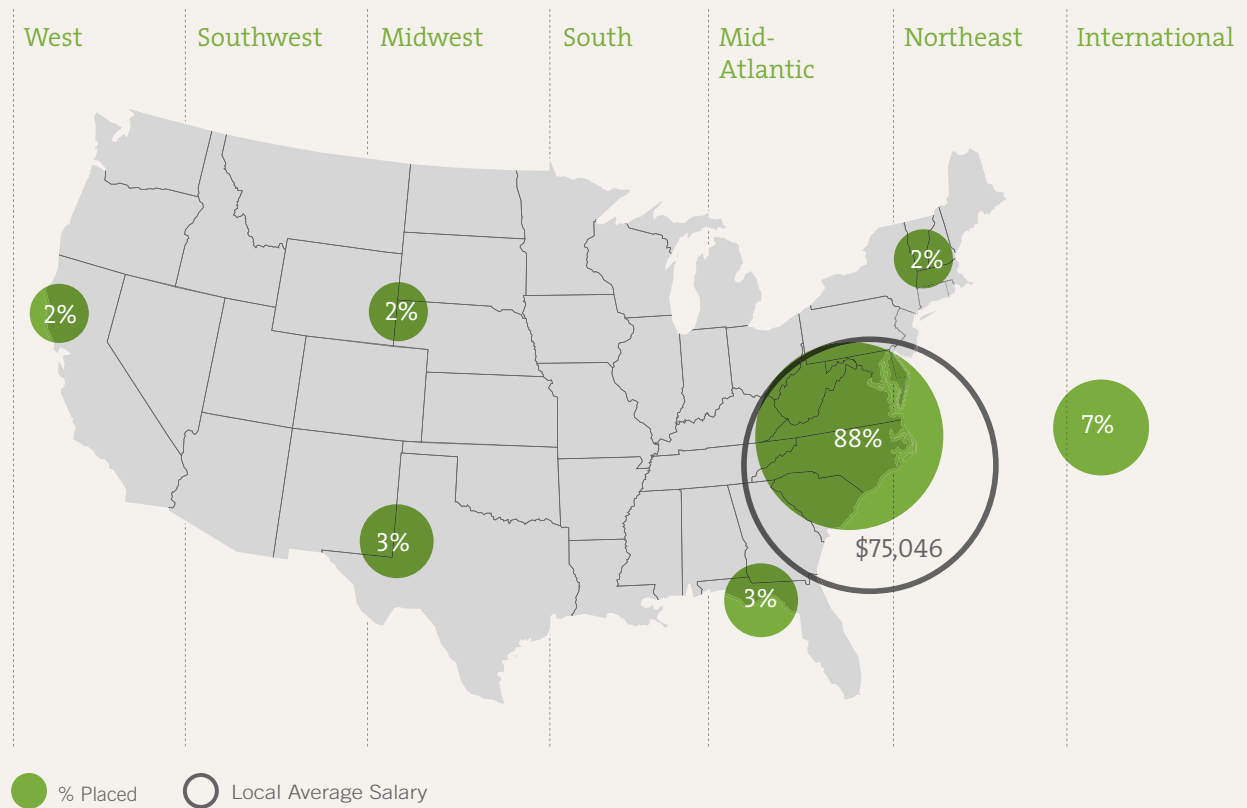 West
Southwest
Midwest
South
Mid-
Atlantic
Northeast
International
2%
2%
2%
88%
7%
3%
$75,046
3%
% Placed
Local Average Salary